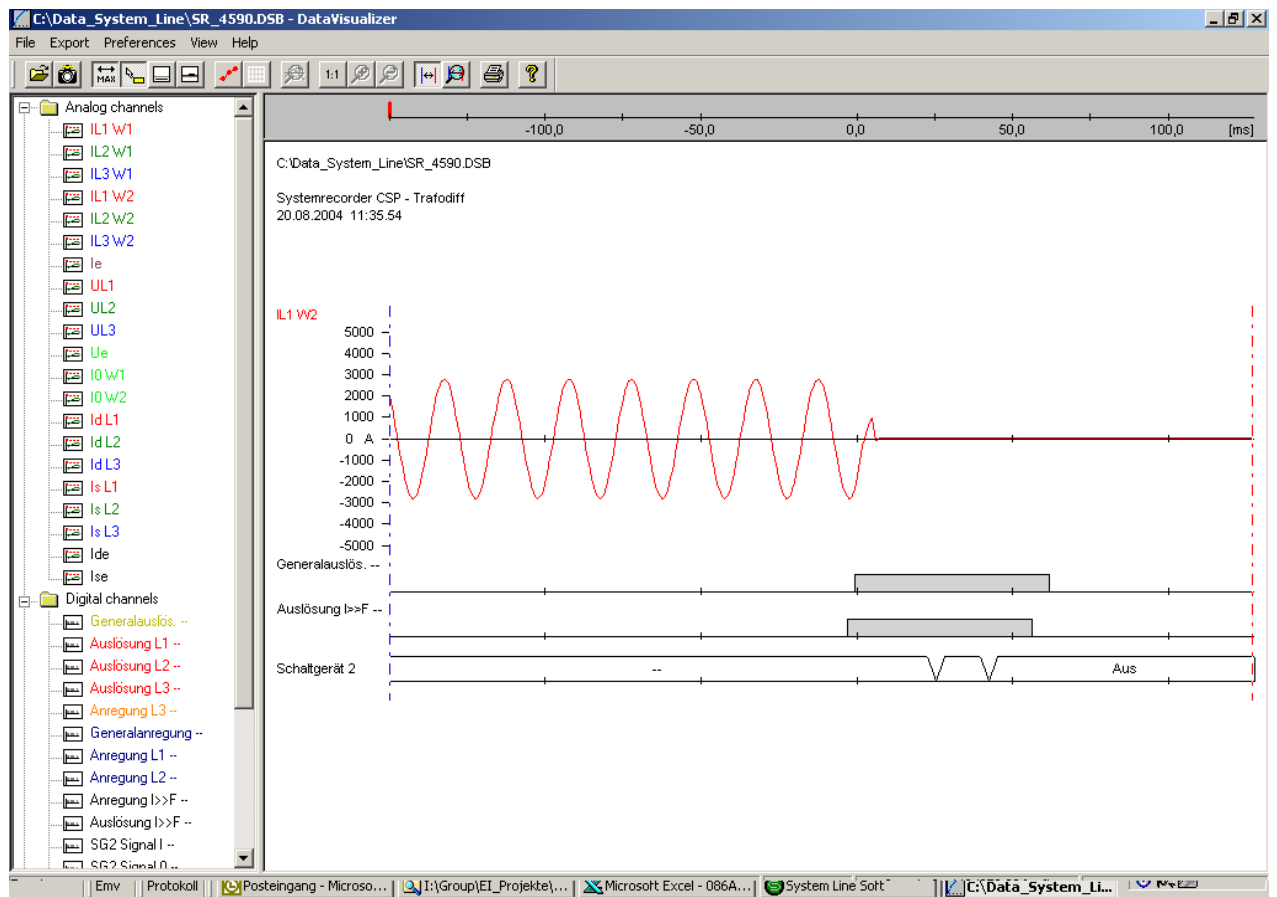 C:\Data_System_Line\SR_4590.DSB - DataVisualizer
File Export Preferences View Help
MAX 1:1
Analog channels
IL1 W1
IL2 W1
IL3 W1
IL1 W2
IL2 W2
IL3 W2
Ie
UL1
UL2
UL3
Ue
I0 W1
I0 W2
Id L1
Id L2
Id L3
Is L1
Is L2
Is L3
Ide
Ise
Digital channels
Generalauslös. --
Auslösung L1 --
Auslösung L2 --
Auslösung L3 --
Anregung L3 --
Generalanregung --
Anregung L1 --
Anregung L2 --
Anregung I>>F --
Auslösung I>>F --
SG2 Signal I --
SG2 Signal 0 --
-100,0 -50,0 0,0 50,0 100,0 [ms]
C:\Data_System_Line\SR_4590.DSB
Systemrecorder CSP - Trafodiff
20.08.2004 11:35.54
IL1 W2
5000
4000
3000
2000
1000
0 A
-1000
-2000
-3000
-4000
-5000
Generalauslös. --
Auslösung I>>F --
Schaltgerät 2 -- Aus
Emv Protokoll Posteingang - Microso... I:\Group\EI_Projekte\... Microsoft Excel - 086A... System Line Soft C:\Data_System_Li...